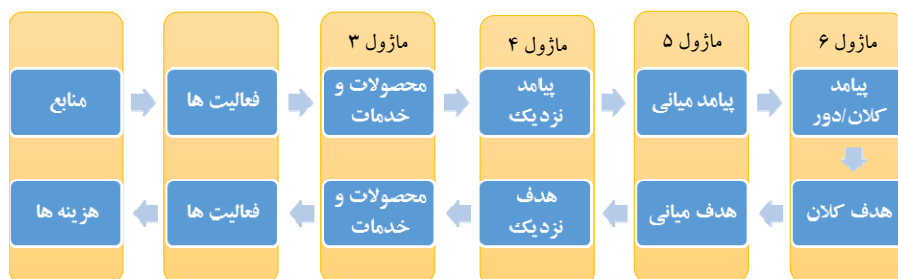 ماژول ۳
ماژول ۴
ماژول ۵
ماژول ۶
منابع
فعالیت ها
محصولات و
خدمات
پیامد
نزدیک
پیامد میانی
پیامد
کلان/دور
هدف کلان
هدف میانی
هدف
نزدیک
محصولات و
خدمات
فعالیت ها
هزینه ها